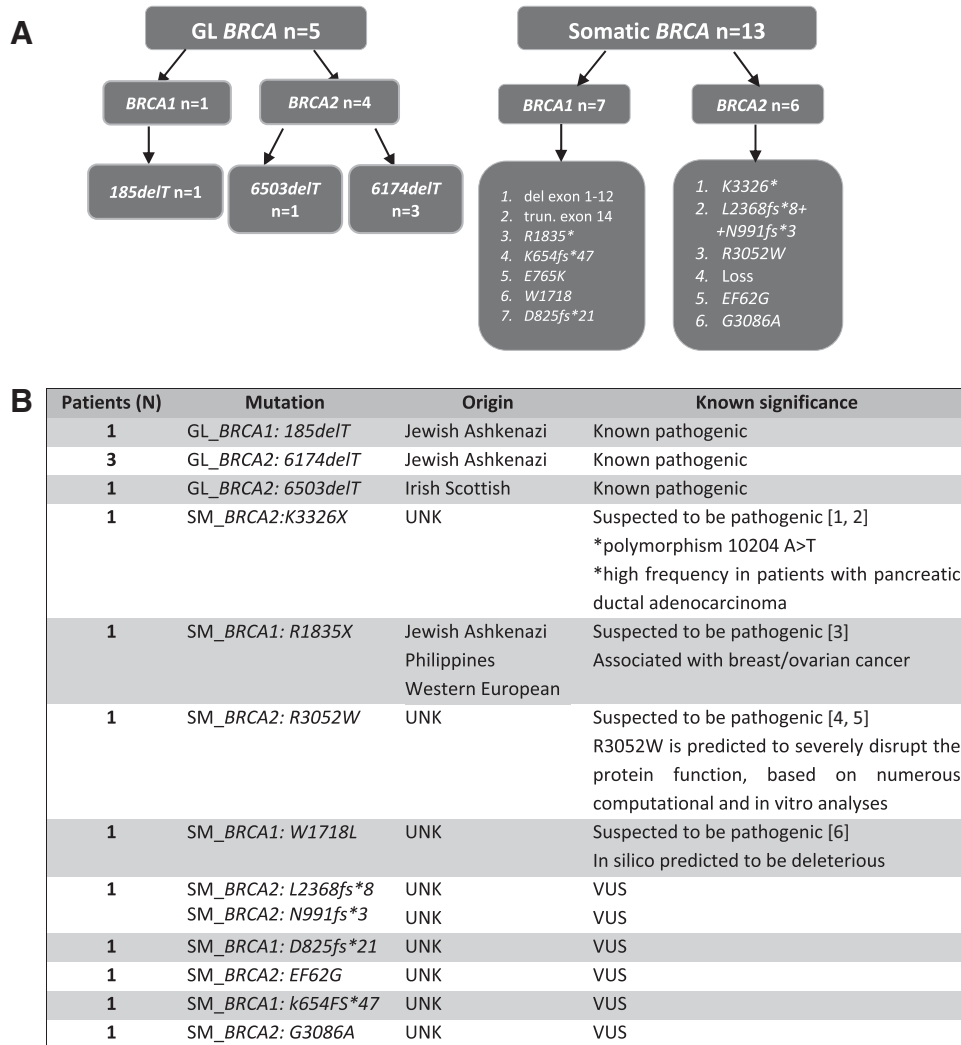 A
GL BRCA n=5
Somatic BRCA n=13
BRCA1 n=1
BRCA2 n=4
BRCA1 n=7
BRCA2 n=6
185delT n=1
6503delT
n=1
6174delT
n=3
1. del exon 1-12
2. trun. exon 14
3. R1835*
4. K654fs*47
5. E765K
6. W1718
7. D825fs*21
1. K3326*
2. L2368fs*8+
+N991fs*3
3. R3052W
4. Loss
5. EF62G
6. G3086A
B
Patients (N) Mutation Origin Known significance
1 GL_BRCA1: 185delT Jewish Ashkenazi Known pathogenic
3 GL_BRCA2: 6174delT Jewish Ashkenazi Known pathogenic
1 GL_BRCA2: 6503delT Irish Scottish Known pathogenic
1 SM_BRCA2:K3326X UNK Suspected to be pathogenic [1, 2]
*polymorphism 10204 A>T
*high frequency in patients with pancreatic
ductal adenocarcinoma
1 SM_BRCA1: R1835X Jewish Ashkenazi Suspected to be pathogenic [3]
Philippines Associated with breast/ovarian cancer
Western European
1 SM_BRCA2: R3052W UNK Suspected to be pathogenic [4, 5]
R3052W is predicted to severely disrupt the
protein function, based on numerous
computational and in vitro analyses
1 SM_BRCA1: W1718L UNK Suspected to be pathogenic [6]
In silico predicted to be deleterious
1 SM_BRCA2: L2368fs*8 UNK VUS
SM_BRCA2: N991fs*3 UNK VUS
1 SM_BRCA1: D825fs*21 UNK VUS
1 SM_BRCA2: EF62G UNK VUS
1 SM_BRCA1: k654FS*47 UNK VUS
1 SM_BRCA2: G3086A UNK VUS